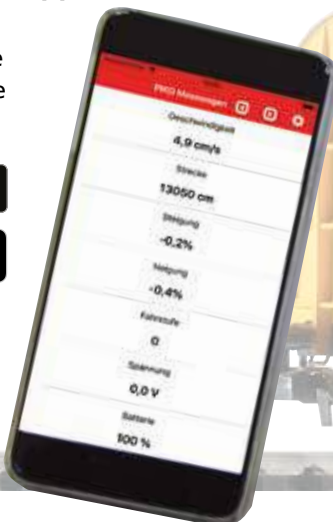 e
e
PMG Messwagen
Geschwindigkeit
4,9 cm/s
Strecke
13050 cm
Steigung
-0,2%
Neigung
-0,4%
Fahrstufe
0
Spannung
0,0 V
Batterie
100 %